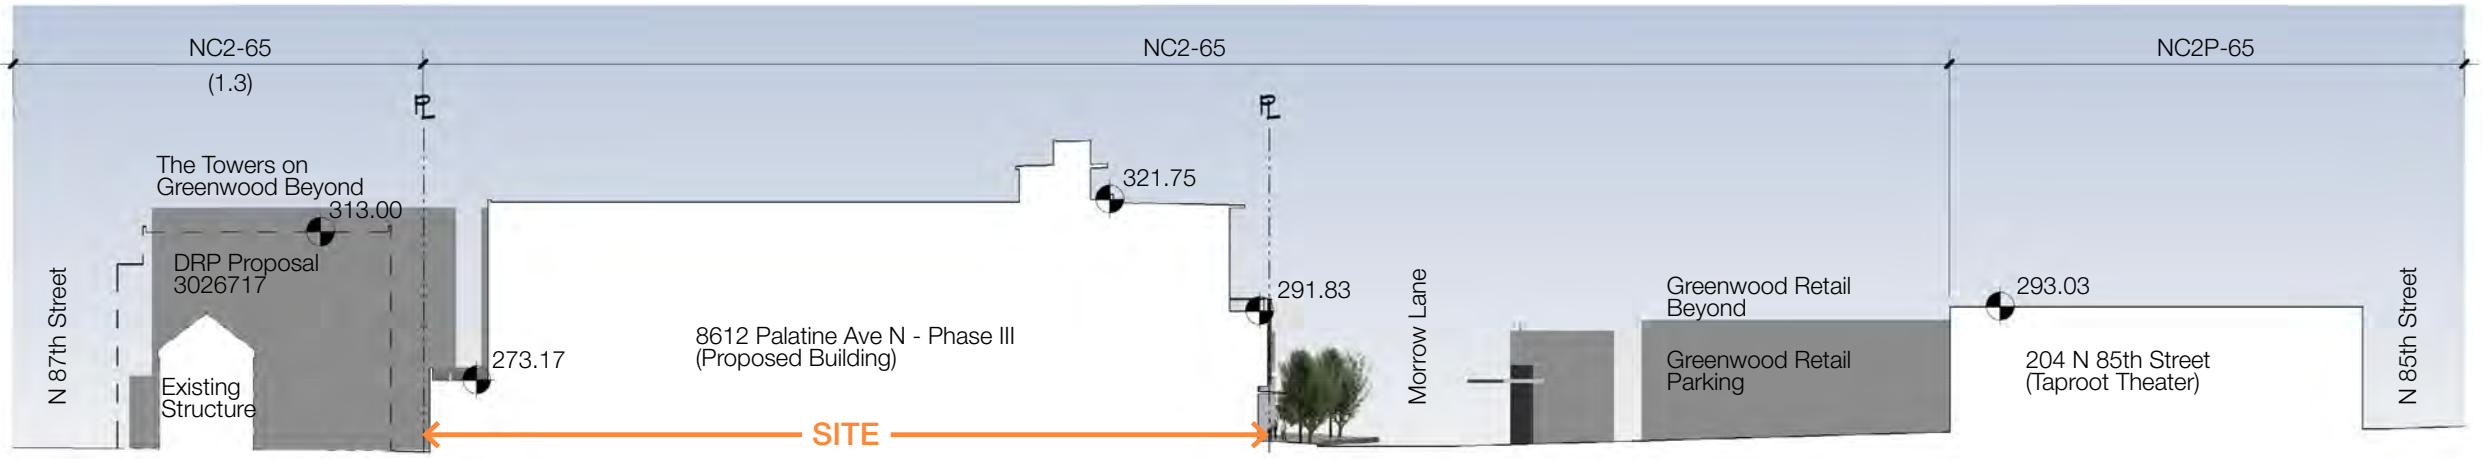 NC2-65
(1.3)
NC2-65
NC2P-65
PL
PL
The Towers on
Greenwood Beyond
313.00
DRP Proposal
3026717
N 87th Street
Existing
Structure
273.17
8612 Palatine Ave N - Phase III
(Proposed Building)
321.75
291.83
SITE
Morrow Lane
Greenwood Retail
Beyond
Greenwood Retail
Parking
293.03
204 N 85th Street
(Taproot Theater)
N 85th Street